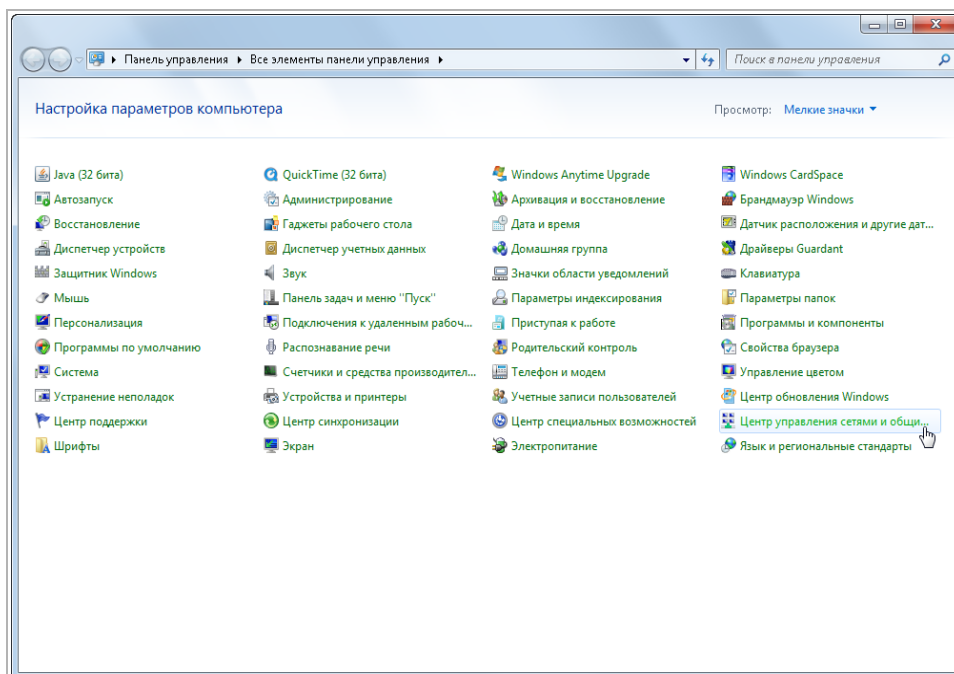 Панель управления ▸ Все элементы панели управления ▸
Поиск в панели управления
Настройка параметров компьютера
Просмотр: Мелкие значки
Java (32 бита) QuickTime (32 бита) Windows Anytime Upgrade Windows CardSpace
Автозапуск Администрирование Архивация и восстановление Брандмауэр Windows
Восстановление Гаджеты рабочего стола Дата и время Датчик расположения и другие дат...
Диспетчер устройств Диспетчер учетных данных Домашняя группа Драйверы Guardant
Защитник Windows Звук Значки области уведомлений Клавиатура
Мышь Панель задач и меню "Пуск" Параметры индексирования Параметры папок
Персонализация Подключения к удаленным рабоч... Приступая к работе Программы и компоненты
Программы по умолчанию Распознавание речи Родительский контроль Свойства браузера
Система Счетчики и средства производител... Телефон и модем Управление цветом
Устранение неполадок Устройства и принтеры Учетные записи пользователей Центр обновления Windows
Центр поддержки Центр синхронизации Центр специальных возможностей Центр управления сетями и общи...
Шрифты Экран Электропитание Язык и региональные стандарты